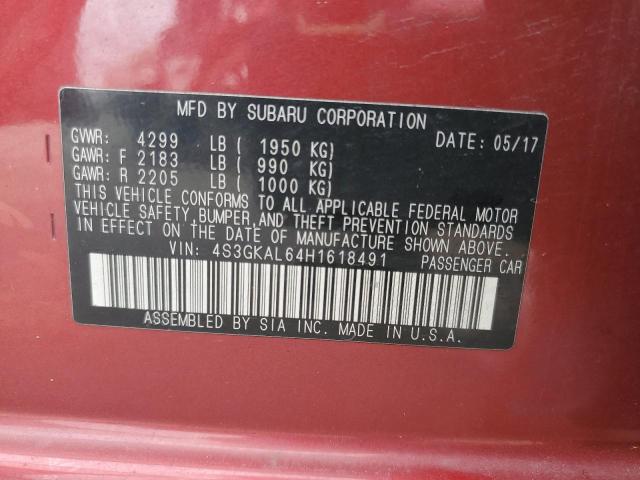 MFD BY SUBARU CORPORATION
GVWR: 4299 LB ( 1950 KG) DATE: 05/17
GAWR: F 2183 LB ( 990 KG)
GAWR: R 2205 LB ( 1000 KG)
THIS VEHICLE CONFORMS TO ALL APPLICABLE FEDERAL MOTOR
VEHICLE SAFETY, BUMPER, AND THEFT PREVENTION STANDARDS
IN EFFECT ON THE DATE OF MANUFACTURE SHOWN ABOVE.
VIN: 4S3GKAL64H1618491 PASSENGER CAR
ASSEMBLED BY SIA INC. MADE IN U.S.A.